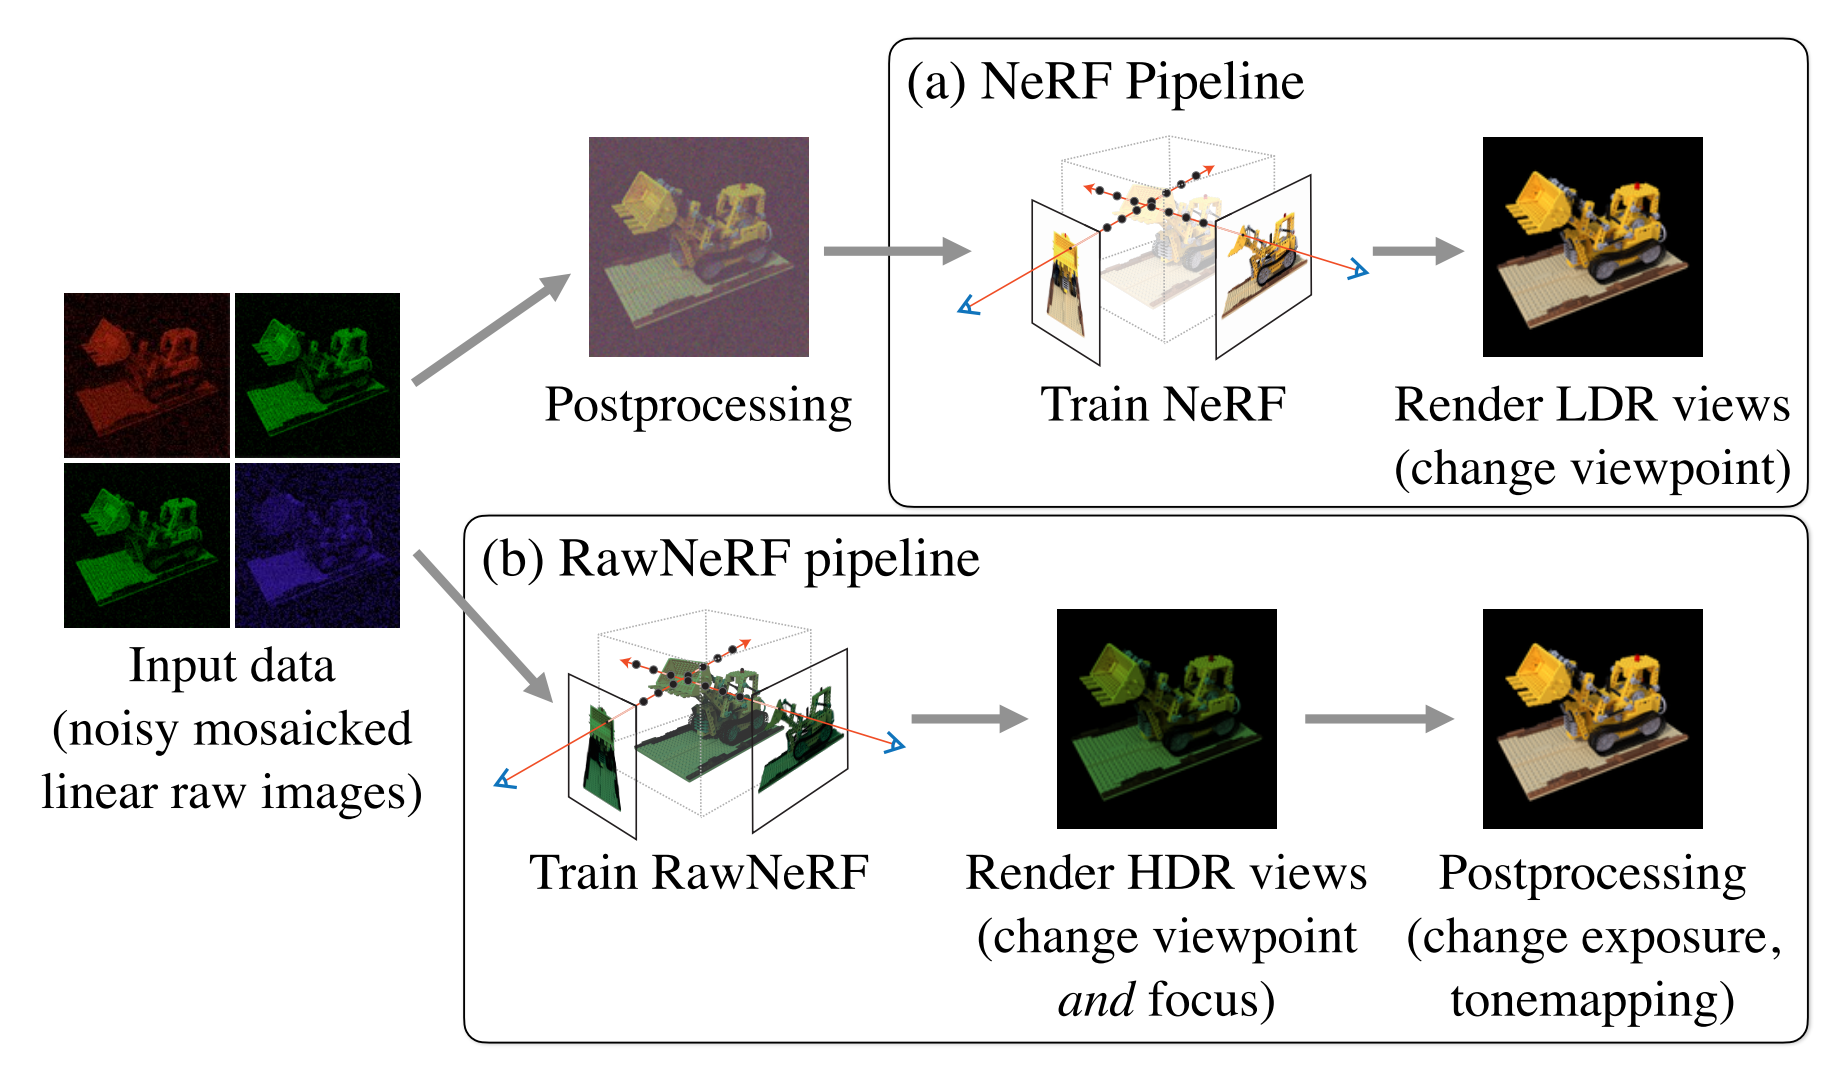 (a) NeRF Pipeline
Postprocessing
Train NeRF
Render LDR views
(change viewpoint)
Input data
(noisy mosaicked
linear raw images)
(b) RawNeRF pipeline
Train RawNeRF
Render HDR views
(change viewpoint
and focus)
Postprocessing
(change exposure,
tonemapping)